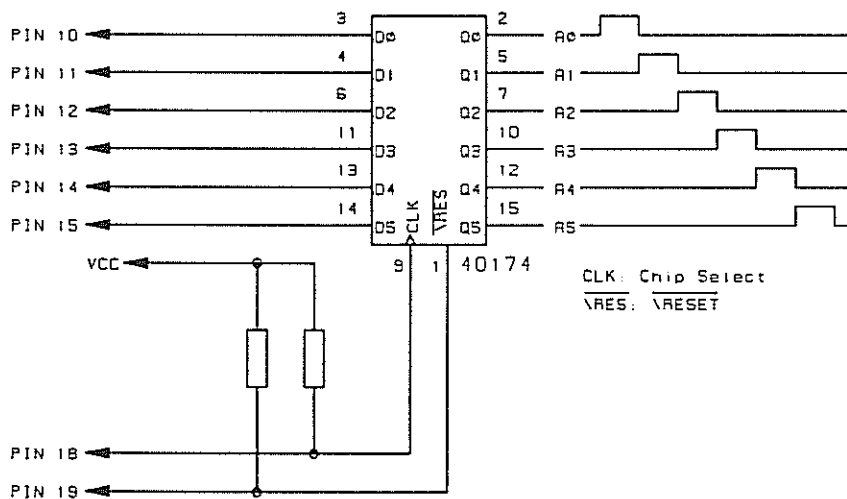 3 2
PIN 10 D0 Q0 A0
4 5
PIN 11 D1 Q1 A1
6 7
PIN 12 D2 Q2 A2
11 10
PIN 13 D3 Q3 A3
13 12
PIN 14 D4 Q4 A4
14 15
PIN 15 D5 CLK \RES Q5 A5
VCC 9 1 40174
CLK: Chip Select
\RES: \RESET
PIN 18
PIN 19